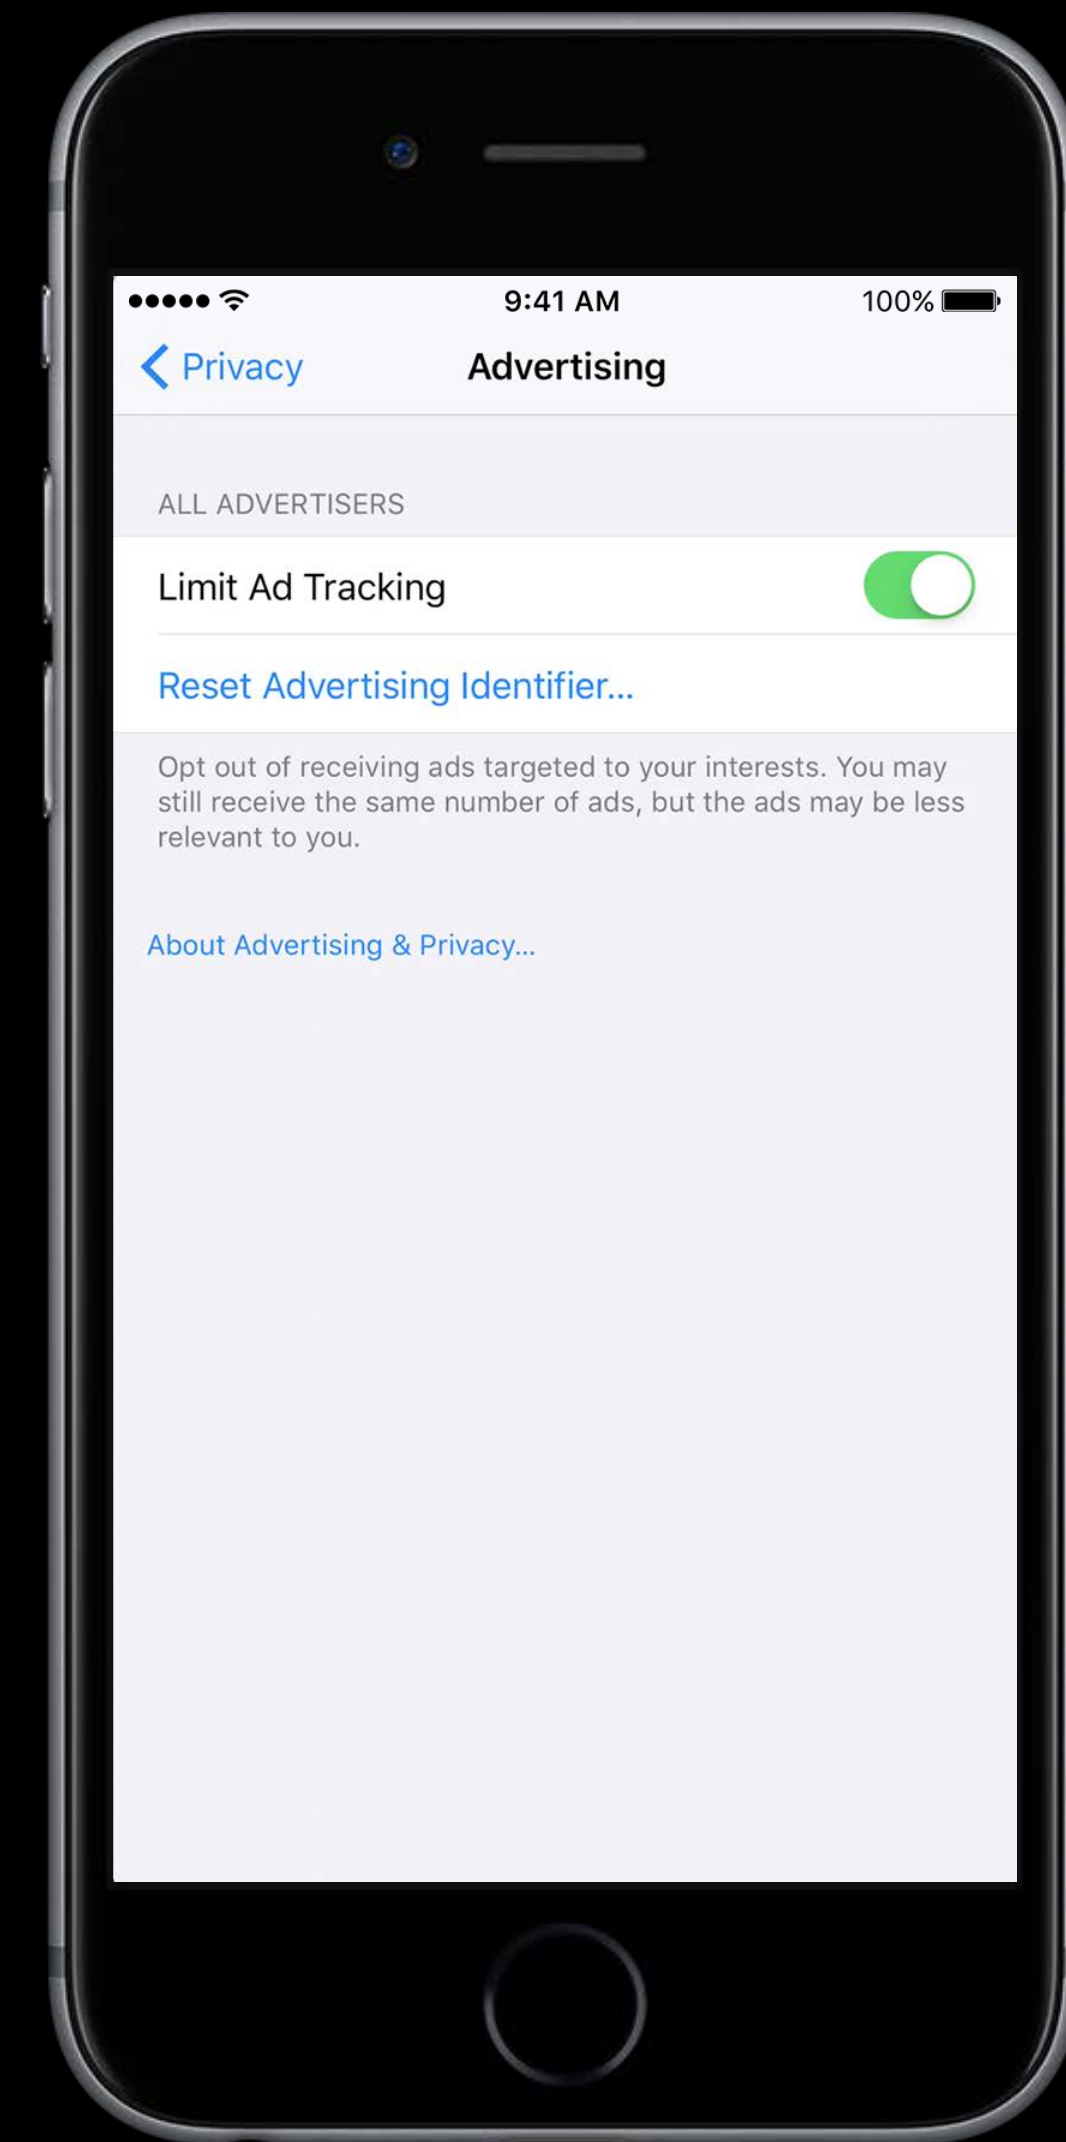 9:41 AM
100%
Privacy
Advertising
ALL ADVERTISERS
Limit Ad Tracking
Reset Advertising Identifier...
Opt out of receiving ads targeted to your interests. You may
still receive the same number of ads, but the ads may be less
relevant to you.
About Advertising & Privacy...